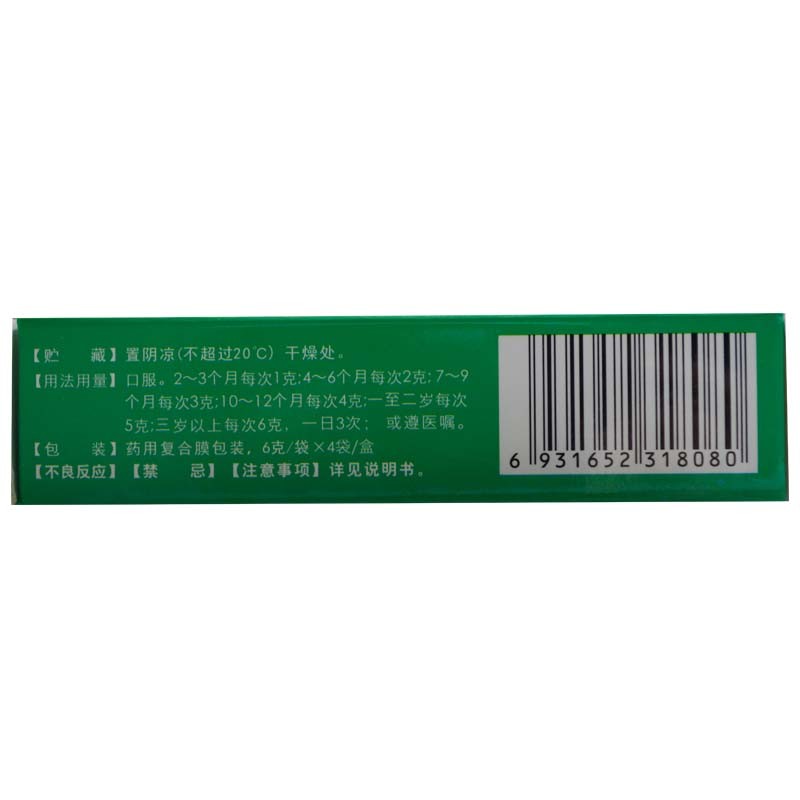 【贮 藏】置阴凉(不超过20℃) 干燥处。
【用法用量】口服。2～3个月每次1克;4～6个月每次2克;7～9
个月每次3克;10～12个月每次4克;一至二岁每次
5克;三岁以上每次6克, 一日3次; 或遵医嘱。
【包 装】药用复合膜包装, 6克/袋×4袋/盒
【不良反应】【禁 忌】【注意事项】详见说明书。
6 931652 318080